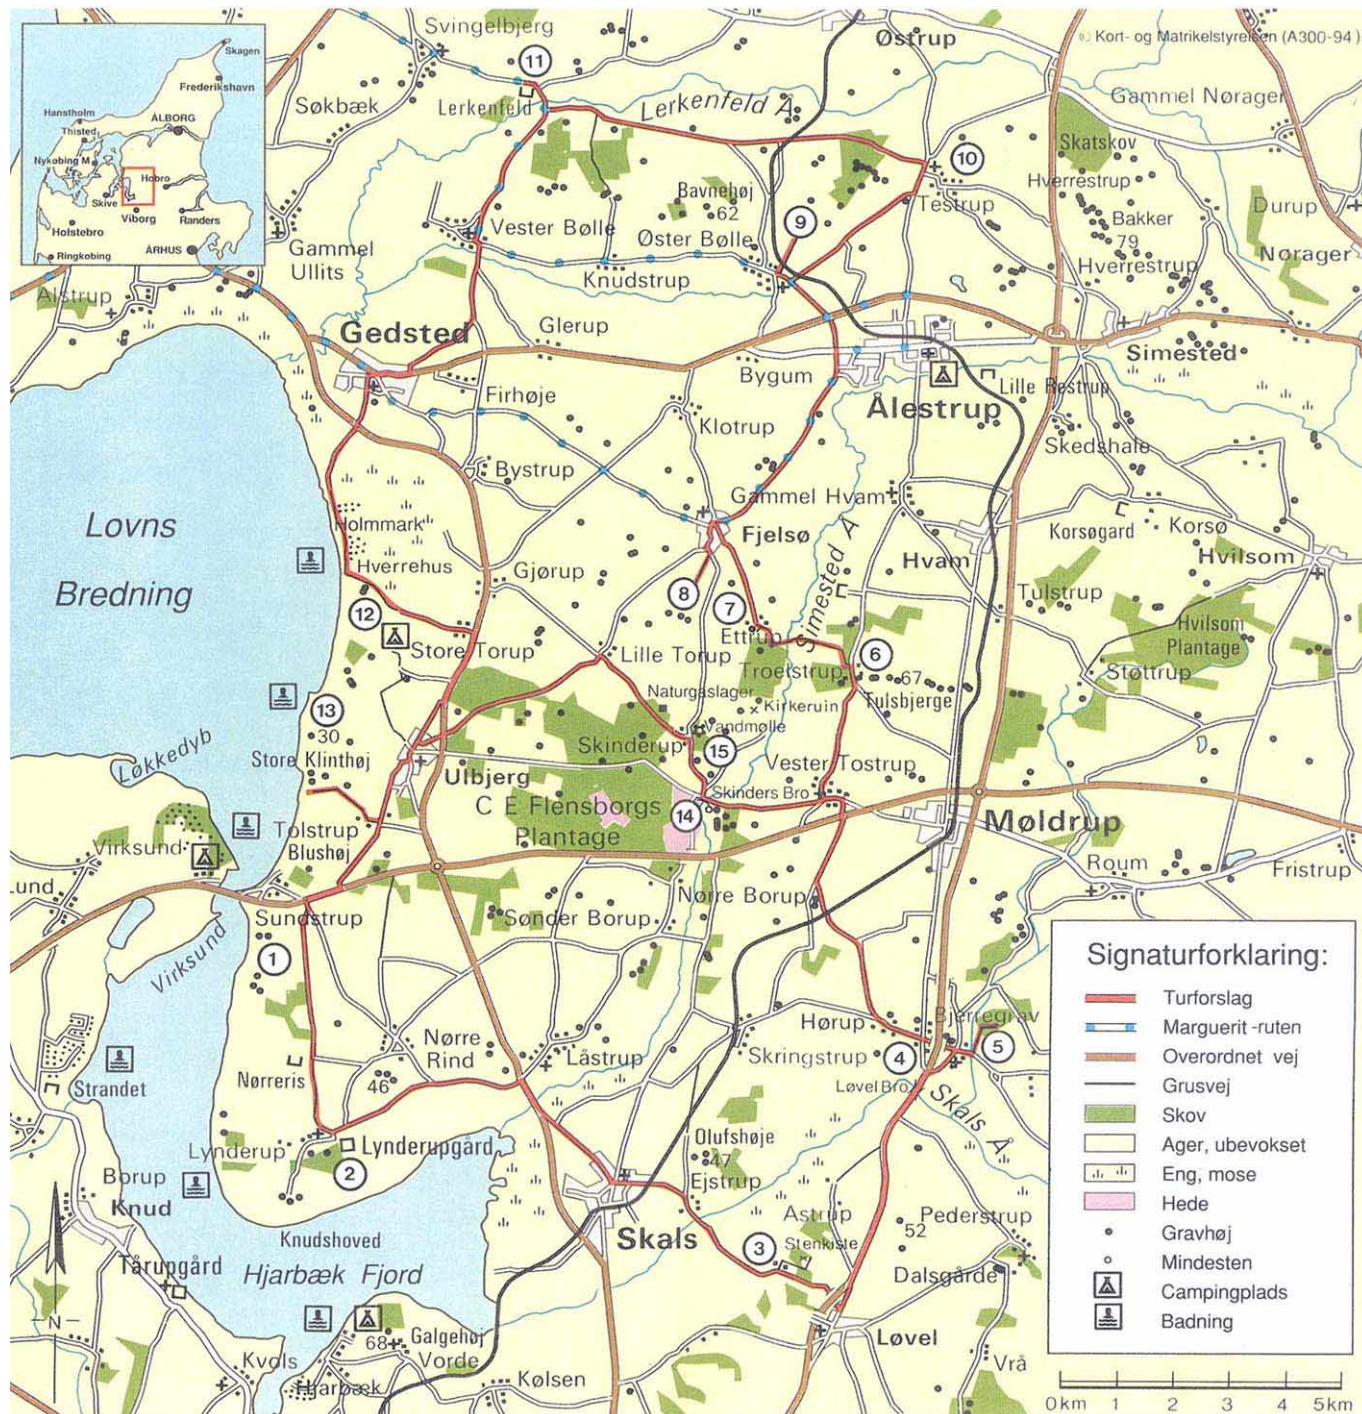 Skagen
Frederikshavn
Hanstholm
Thisted
ÅLBORG
Nykøbing M
Hobro
Skive
Viborg
Randers
Holstebro
ÅRHUS
Ringkøbing
Svingelbjerg
11
Lerkenfeld
Søkbæk
Lerkenfeld Å
Østrup
Kort- og Matrikelstyrelsen (A300-94)
Gammel Nørager
Skatskov
10
Hverrestrup
Bakker
79
Durup
Bavnehøj
62
Testrup
9
Vester Bølle
Øster Bølle
Hverrestrup
Nørager
Gammel
Ullits
Knudstrup
Alstrup
Gedsted
Glerup
Simested
Bygum
Firhøje
Lille Røstrup
Ålestrup
Klotrup
Skedshale
Bystrup
Gammel Hvam
Lovns
Bredning
Holmmark
Fjelsø
Korsøgard
Korsø
Hvam
Hvilsom
Hverrehus
Gjørup
Simested Å
8
7
Tulstrup
12
Ettrup
Hvilsom
Plantage
Store Torup
Lille Torup
6
Troelstrup
67
Tulsbjerge
Støttrup
Naturgaslager
Kirkeruin
13
30
Vandmølle
Løkkedyb
Store Klinthøj
Skinderup
15
Ulbjerg
Vester Tostrup
C E Flensborgs
Plantage
Skinders Bro
14
Møldrup
Tolstrup
Blushøj
Virksund
Roum
Fristrup
Lund
Nørre Borup
Sundstrup
Sønder Borup
Virksund
1
Nørre
Rind
Hørup
Bjerregrav
Låstrup
Skringstrup
4
5
Strandet
Nørreris
46
Løvel Bro
Skals Å
Lynderup
Lynderupgård
Olufshøje
47
Ejstrup
2
Borup
Knud
Skals
Astrup
Pederstrup
52
3
Stenkiste
Knudshoved
Tårupgård
Hjarbæk Fjord
Dalsgårde
N
68
Galgehøj
Vorde
Løvel
Kvols
Hjarbæk
Kølsen
Vrå
Signaturforklaring:
Turforslag
Marguerit-ruten
Overordnet vej
Grusvej
Skov
Ager, ubevokset
Eng, mose
Hede
Gravhøj
Mindesten
Campingplads
Badning
0km 1 2 3 4 5km